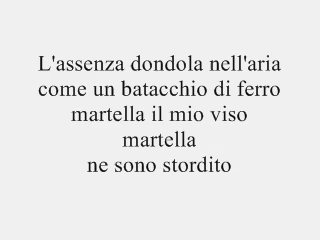 L'assenza dondola nell'aria
come un batacchio di ferro
martella il mio viso
martella
ne sono stordito